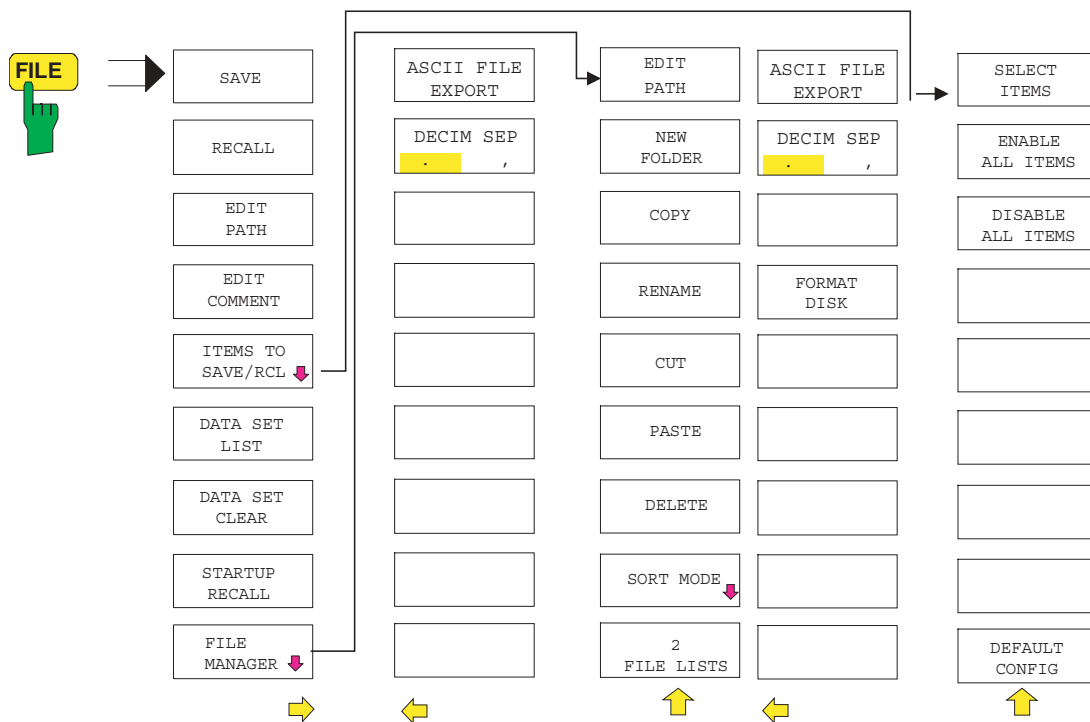 FILE
SAVE
RECALL
EDIT
PATH
EDIT
COMMENT
ITEMS TO
SAVE/RCL
DATA SET
LIST
DATA SET
CLEAR
STARTUP
RECALL
FILE
MANAGER
ASCII FILE
EXPORT
DECIM SEP
. ,
EDIT
PATH
NEW
FOLDER
COPY
RENAME
CUT
PASTE
DELETE
SORT MODE
2
FILE LISTS
ASCII FILE
EXPORT
DECIM SEP
. ,
FORMAT
DISK
SELECT
ITEMS
ENABLE
ALL ITEMS
DISABLE
ALL ITEMS
DEFAULT
CONFIG